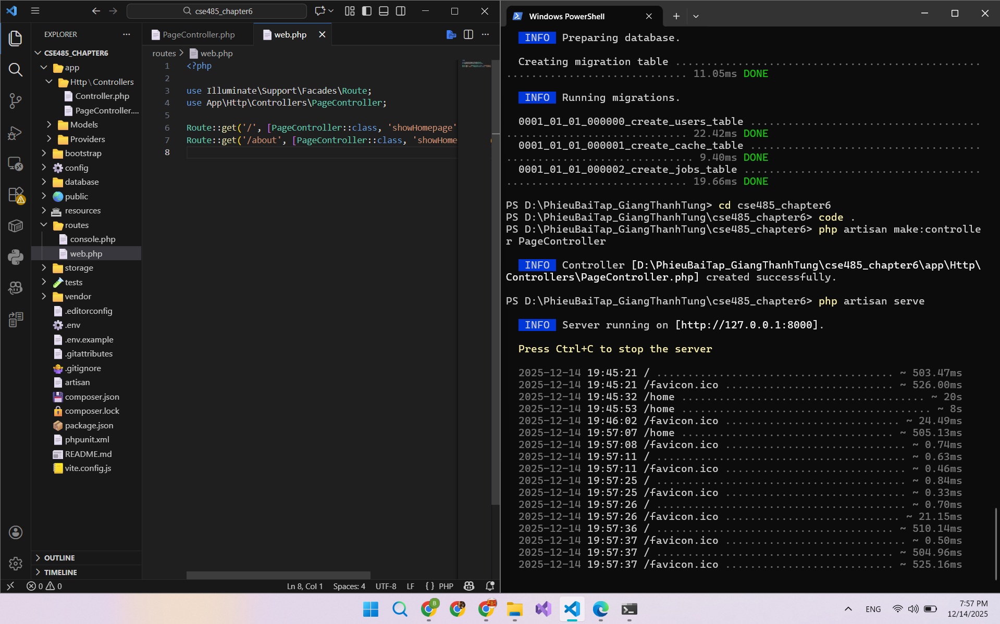 cse485_chapter6
EXPLORER
CSE485_CHAPTER6
app
Http\Controllers
Controller.php
PageController....
Models
Providers
bootstrap
config
database
public
resources
routes
console.php
web.php
storage
tests
vendor
.editorconfig
.env
.env.example
.gitattributes
.gitignore
artisan
composer.json
composer.lock
package.json
phpunit.xml
README.md
vite.config.js
OUTLINE
TIMELINE
PageController.php
web.php
routes > web.php
1 <?php
2
3 use Illuminate\Support\Facades\Route;
4 use App\Http\Controllers\PageController;
5
6 Route::get('/', [PageController::class, 'showHomepage'
7 Route::get('/about', [PageController::class, 'showHome
8
0 0
Ln 8, Col 1 Spaces: 4 UTF-8 LF {} PHP
Windows PowerShell
INFO Preparing database.
Creating migration table .................................................
............................. 11.05ms DONE
INFO Running migrations.
0001_01_01_000000_create_users_table .....................................
............................. 22.42ms DONE
0001_01_01_000001_create_cache_table .....................................
.............................. 9.40ms DONE
0001_01_01_000002_create_jobs_table ......................................
............................. 19.66ms DONE
PS D:\PhieuBaiTap_GiangThanhTung> cd cse485_chapter6
PS D:\PhieuBaiTap_GiangThanhTung\cse485_chapter6> code .
PS D:\PhieuBaiTap_GiangThanhTung\cse485_chapter6> php artisan make:controlle
r PageController
INFO Controller [D:\PhieuBaiTap_GiangThanhTung\cse485_chapter6\app\Http\
Controllers\PageController.php] created successfully.
PS D:\PhieuBaiTap_GiangThanhTung\cse485_chapter6> php artisan serve
INFO Server running on [http://127.0.0.1:8000].
Press Ctrl+C to stop the server
2025-12-14 19:45:21 / ...................................... ~ 503.47ms
2025-12-14 19:45:21 /favicon.ico ........................... ~ 526.00ms
2025-12-14 19:45:32 /home ....................................... ~ 20s
2025-12-14 19:45:53 /home ........................................ ~ 8s
2025-12-14 19:46:02 /favicon.ico ............................ ~ 24.49ms
2025-12-14 19:57:07 /home .................................. ~ 505.13ms
2025-12-14 19:57:08 /favicon.ico ............................. ~ 0.74ms
2025-12-14 19:57:11 / ........................................ ~ 0.63ms
2025-12-14 19:57:11 /favicon.ico ............................. ~ 0.46ms
2025-12-14 19:57:25 / ........................................ ~ 0.84ms
2025-12-14 19:57:25 /favicon.ico ............................. ~ 0.33ms
2025-12-14 19:57:26 / ........................................ ~ 0.70ms
2025-12-14 19:57:26 /favicon.ico ............................ ~ 21.15ms
2025-12-14 19:57:36 / ...................................... ~ 510.14ms
2025-12-14 19:57:37 /favicon.ico ............................. ~ 0.50ms
2025-12-14 19:57:37 / ...................................... ~ 504.96ms
2025-12-14 19:57:37 /favicon.ico ........................... ~ 525.16ms
B
ENG
7:57 PM
12/14/2025